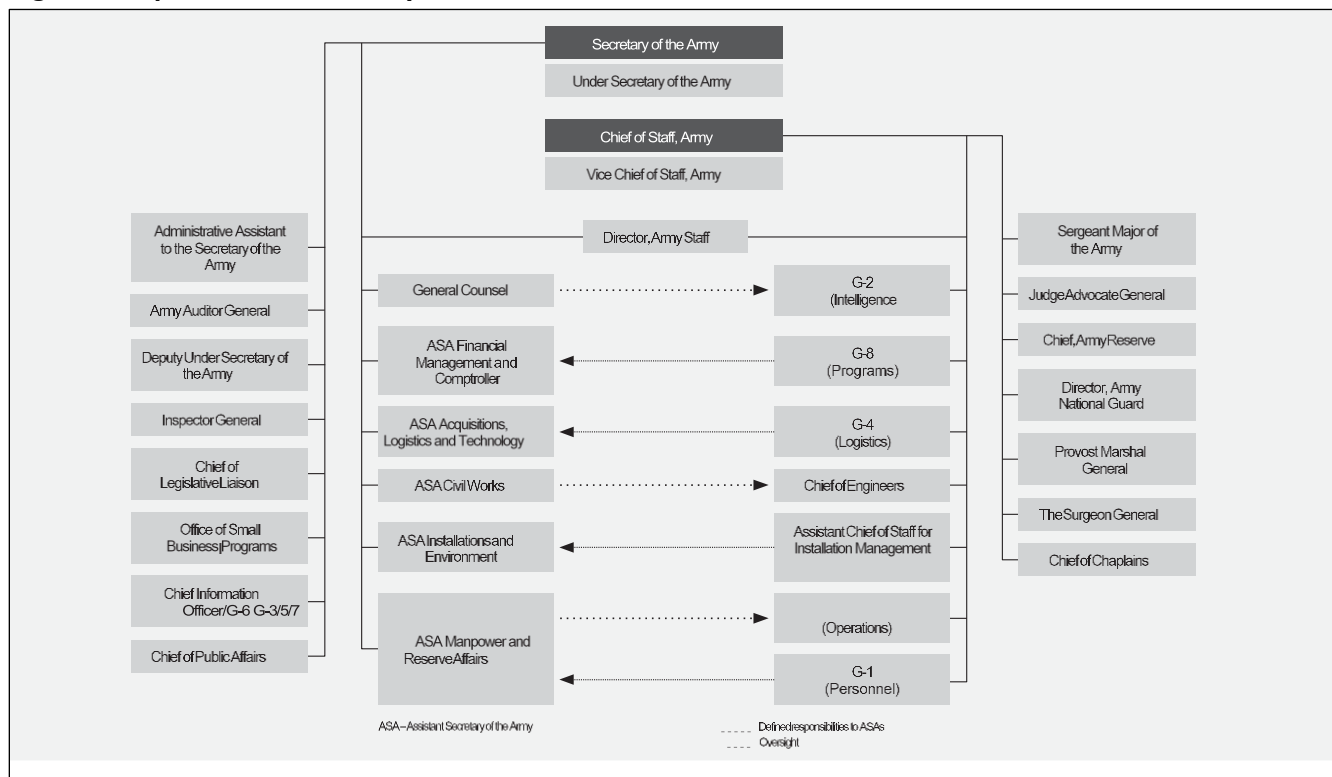 Secretary of the Army
Under Secretary of the Army
Chief of Staff, Army
Vice Chief of Staff, Army
Director, Army Staff
Administrative Assistant
to the Secretary of the
Army
Army Auditor General
Deputy Under Secretary of
the Army
Inspector General
Chief of
Legislative Liaison
Office of Small
Business|Programs
Chief Information
Officer/G-6 G-3/5/7
Chief of Public Affairs
General Counsel
ASA Financial
Management and
Comptroller
ASA Acquisitions,
Logistics and Technology
ASA Civil Works
ASA Installations and
Environment
ASA Manpower and
Reserve Affairs
G-2
(Intelligence
G-8
(Programs)
G-4
(Logistics)
Chief of Engineers
Assistant Chief of Staff for
Installation Management
(Operations)
G-1
(Personnel)
Sergeant Major of
the Army
Judge Advocate General
Chief, Army Reserve
Director, Army
National Guard
Provost Marshal
General
The Surgeon General
Chief of Chaplains
ASA – Assistant Secretary of the Army
Defined responsibilities to ASAs
Oversight